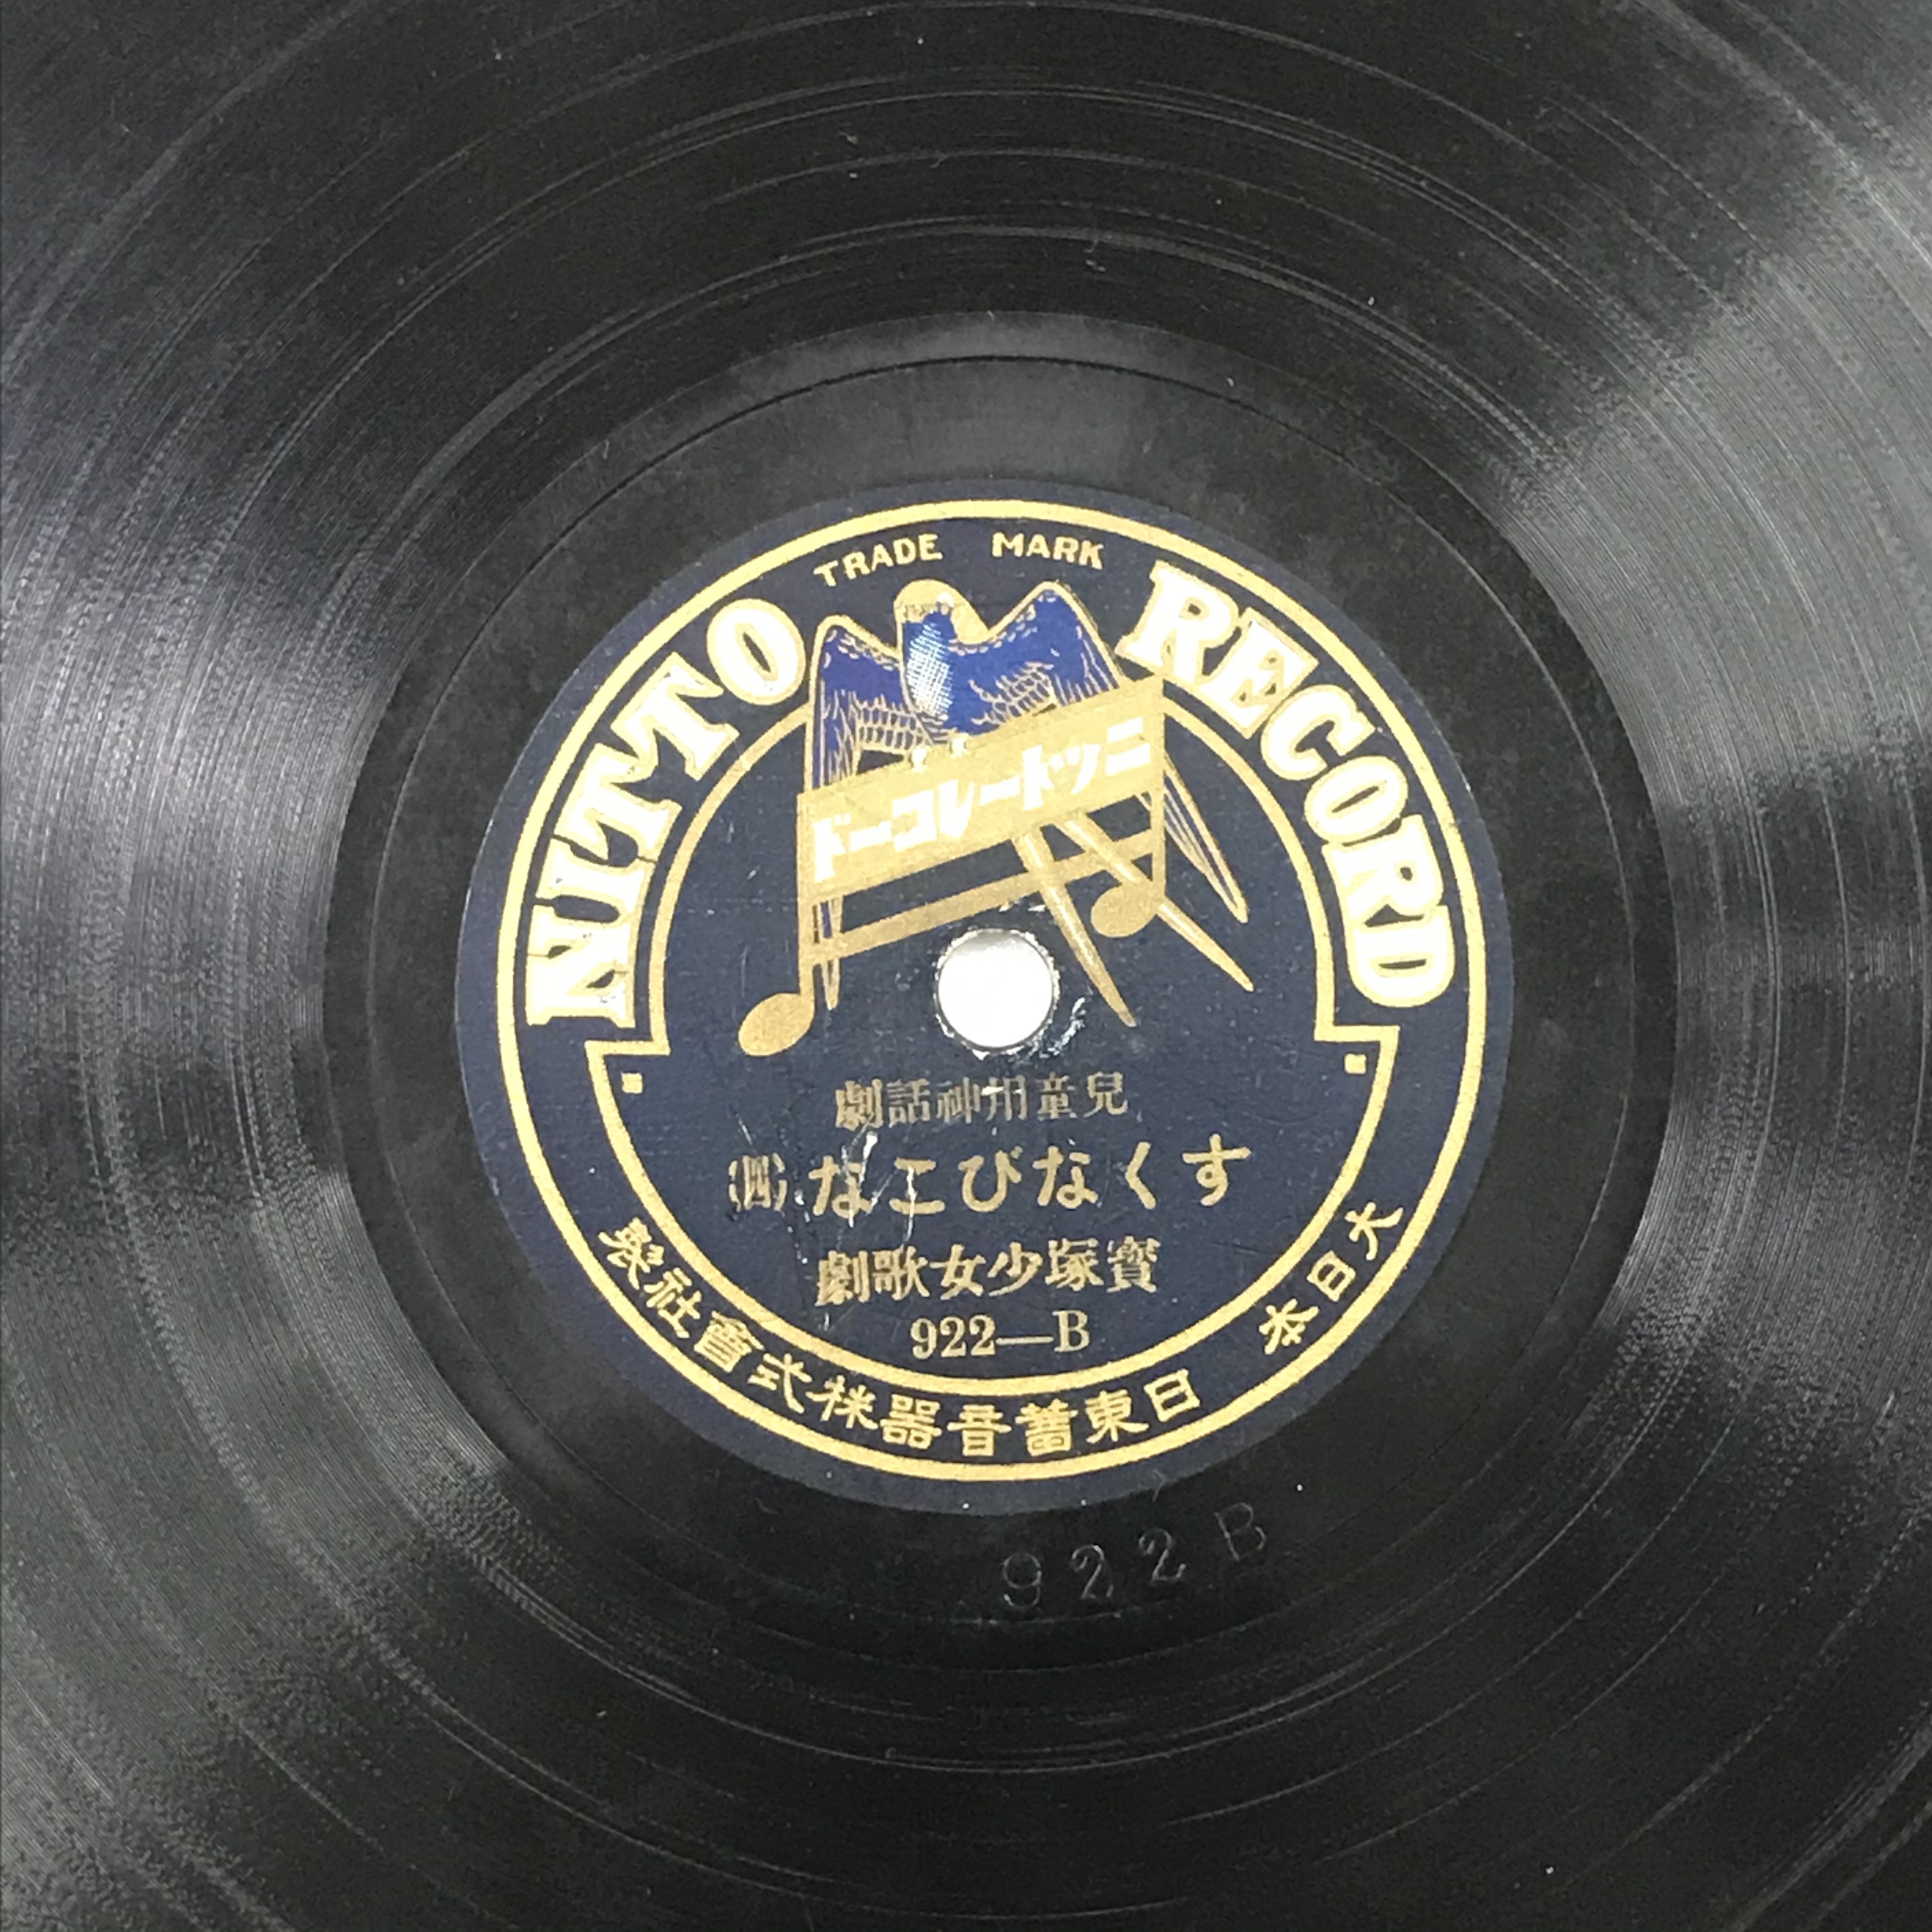 TRADE MARK
NITTO RECORD
ニットーレコード
兒童用神話劇
すくなびこな (四)
寳塚少女歌劇
922—B
大日本 日東蓄音器株式會社製
922 B